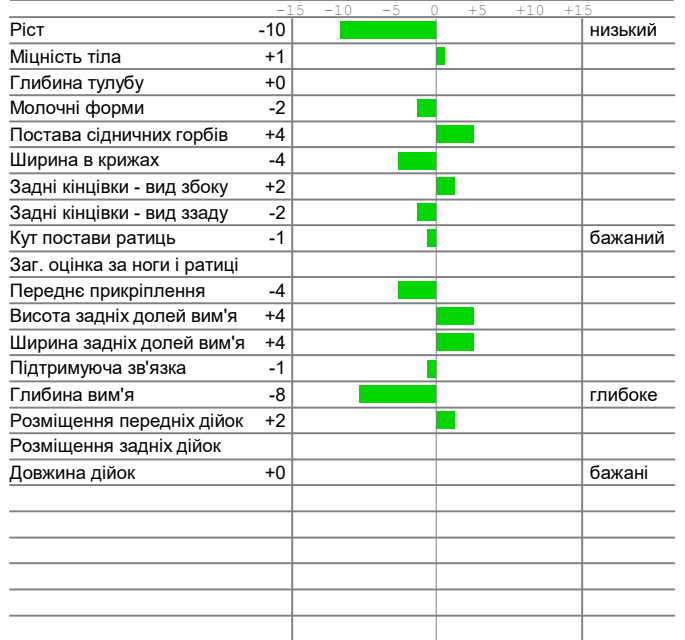 -15 -10 -5 0 +5 +10 +15
Ріст -10 низький
Міцність тіла +1
Глибина тулубу +0
Молочні форми -2
Постава сідничних горбів +4
Ширина в крижах -4
Задні кінцівки - вид збоку +2
Задні кінцівки - вид ззаду -2
Кут постави ратиць -1 бажаний
Заг. оцінка за ноги і ратиці
Переднє прикріплення -4
Висота задніх долей вим'я +4
Ширина задніх долей вим'я +4
Підтримуюча зв'язка -1
Глибина вим'я -8 глибоке
Розміщення передніх дійок +2
Розміщення задніх дійок
Довжина дійок +0 бажані